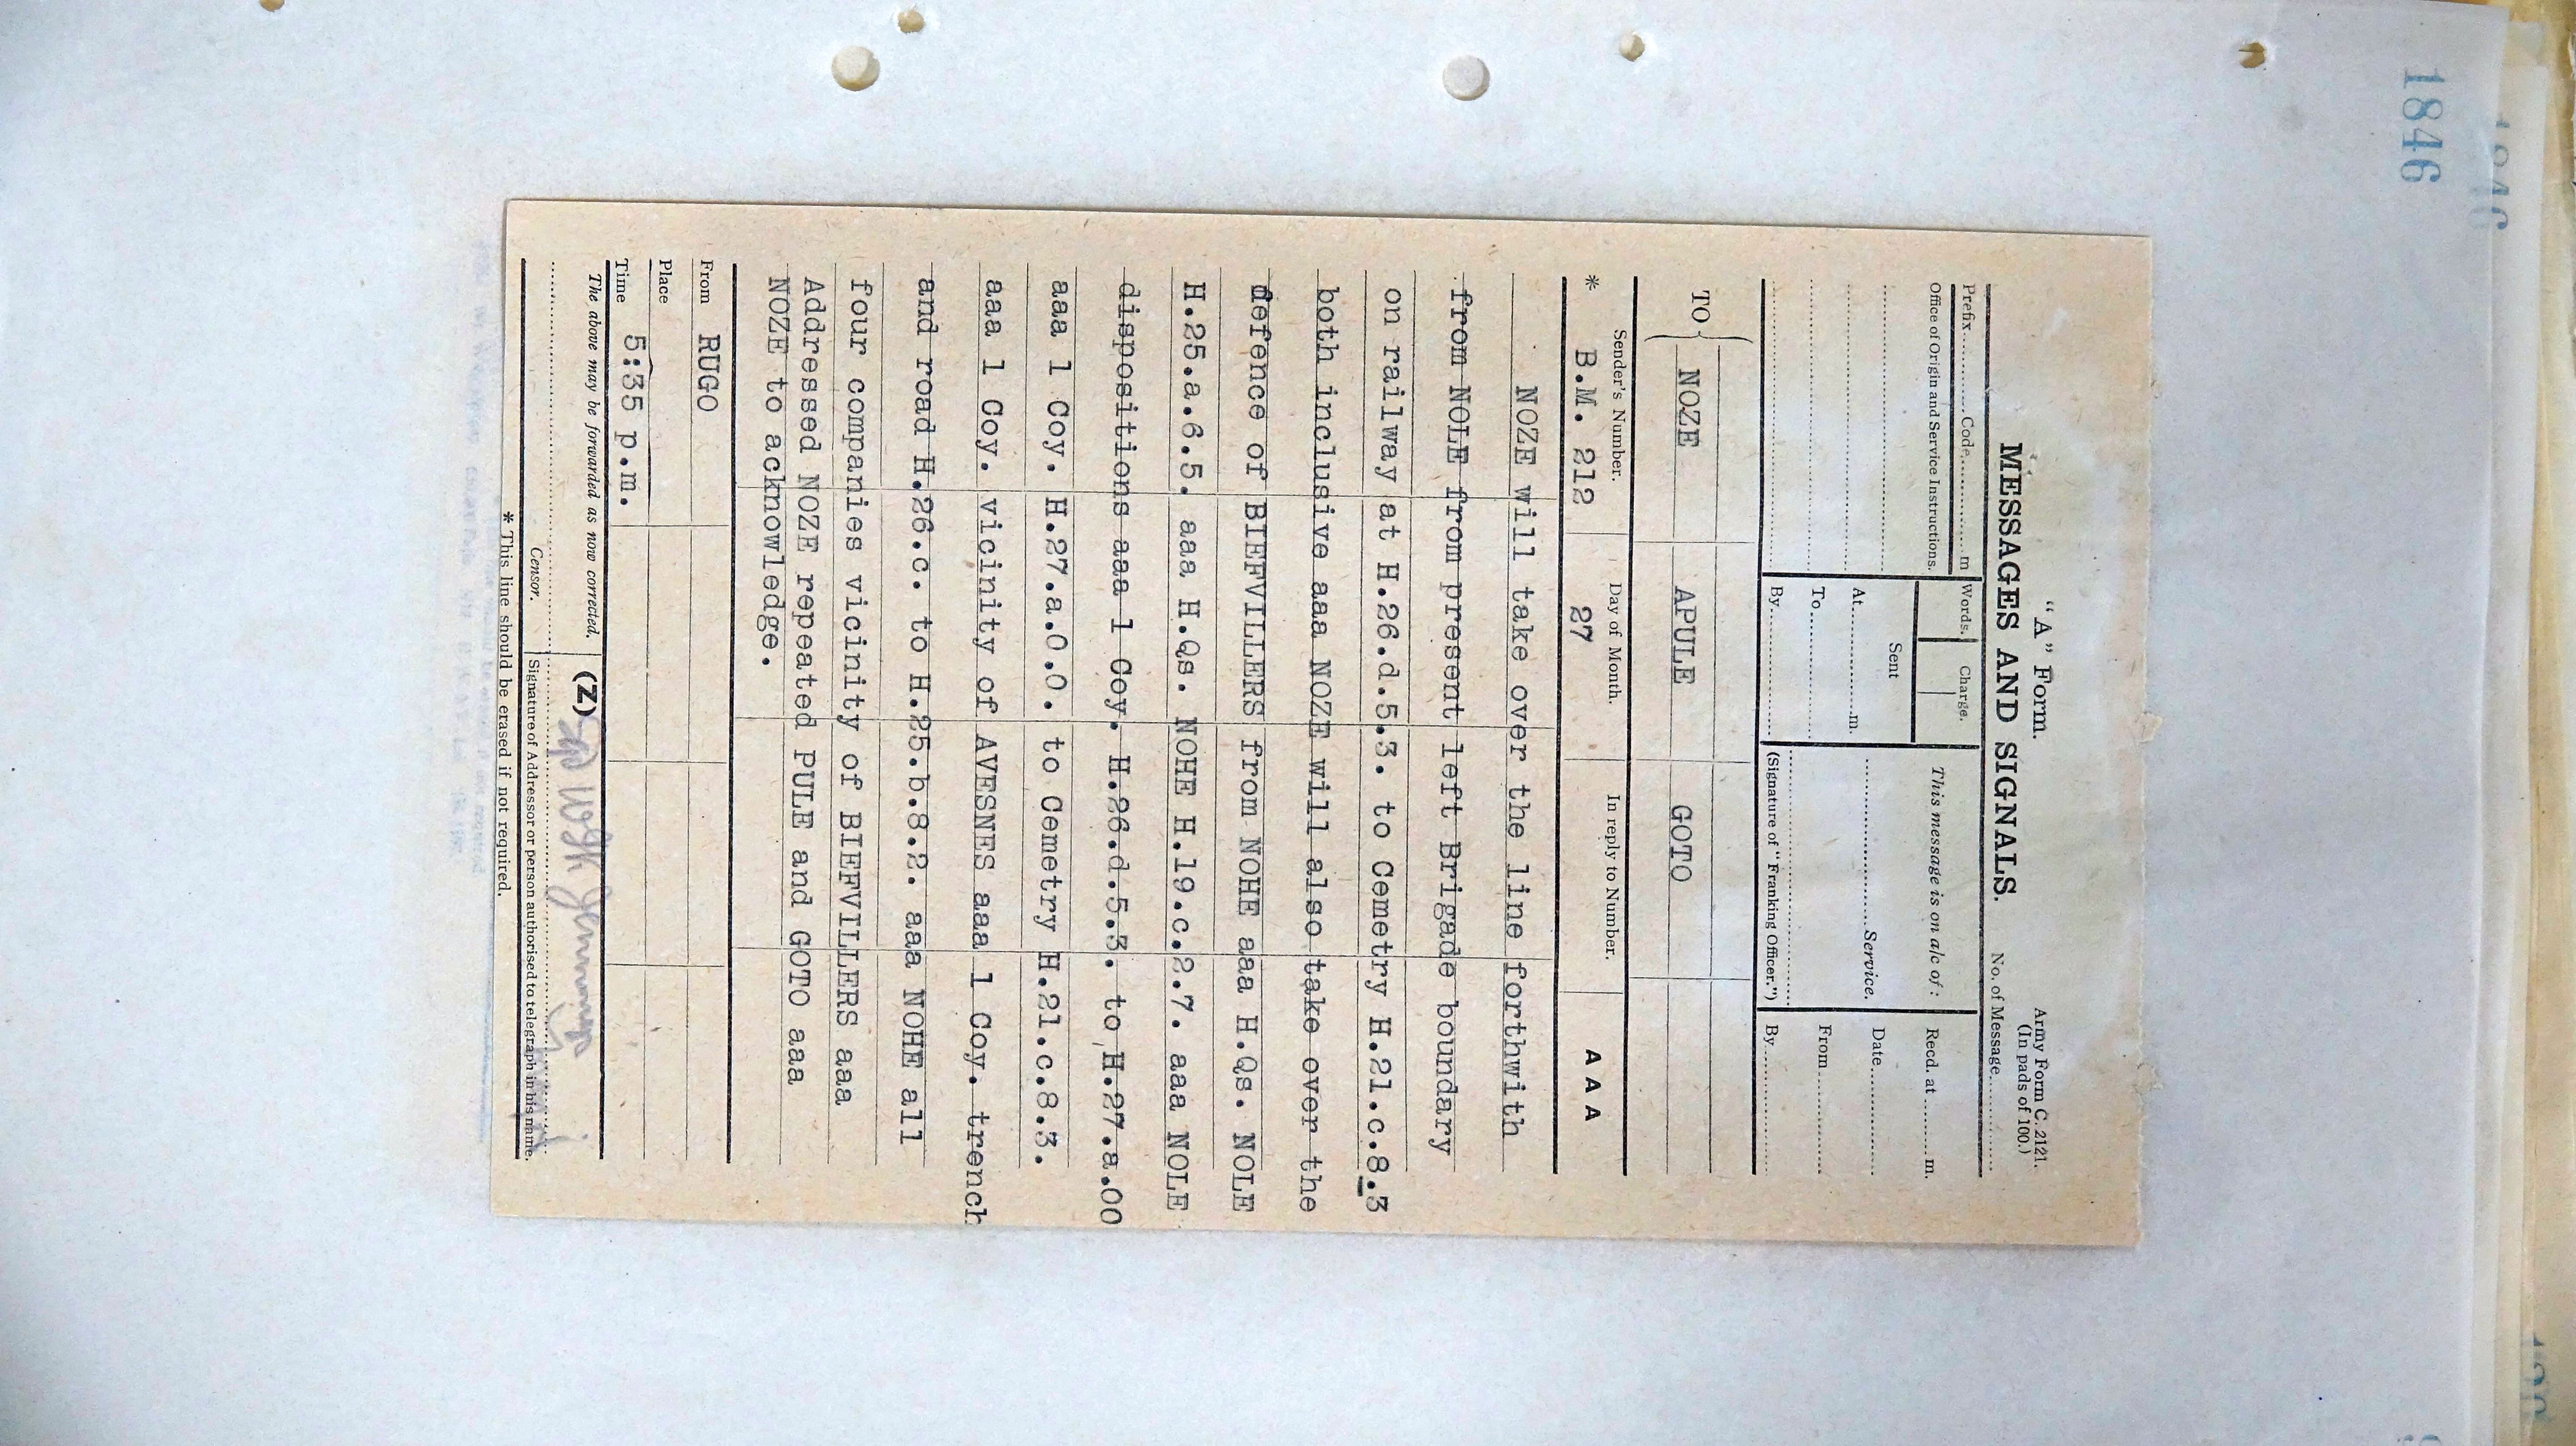 1846
"A" Form.
Army Form C. 2121.
(In pads of 100.)
MESSAGES AND SIGNALS.
No. of Message
Prefix Code m
Words.
Charge.
This message is on a/c of :
Recd. at m.
Office of Origin and Service Instructions.
Sent
Service.
Date
At m.
To
From
By
(Signature of "Franking Officer.")
By
TO { NOZE APULE GOTO
Sender's Number. Day of Month. In reply to Number.
* B.M. 212 27 A A A
NOZE will take over the line forthwith
from NOLE from present left Brigade boundary
on railway at H.26.d.5.3. to Cemetry H.21.c.8.3
both inclusive aaa NOZE will also take over the
defence of BIEFVILLERS from NOHE aaa H.Qs. NOLE
H.25.a.6.5. aaa H.Qs. NOHE H.19.c.2.7. aaa NOLE
dispositions aaa 1 Coy. H.26.d.5.3. to H.27.a.00
aaa 1 Coy. H.27.a.0.0. to Cemetry H.21.c.8.3.
aaa 1 Coy. vicinity of AVESNES aaa 1 Coy. trench
and road H.26.c. to H.25.b.8.2. aaa NOHE all
four companies vicinity of BIEFVILLERS aaa
Addressed NOZE repeated PULE and GOTO aaa
NOZE to acknowledge.
From RUGO
Place
Time 5:35 p.m.
The above may be forwarded as now corrected. (Z)
Censor. Signature of Addressor or person authorised to telegraph in his name.
* This line should be erased if not required.